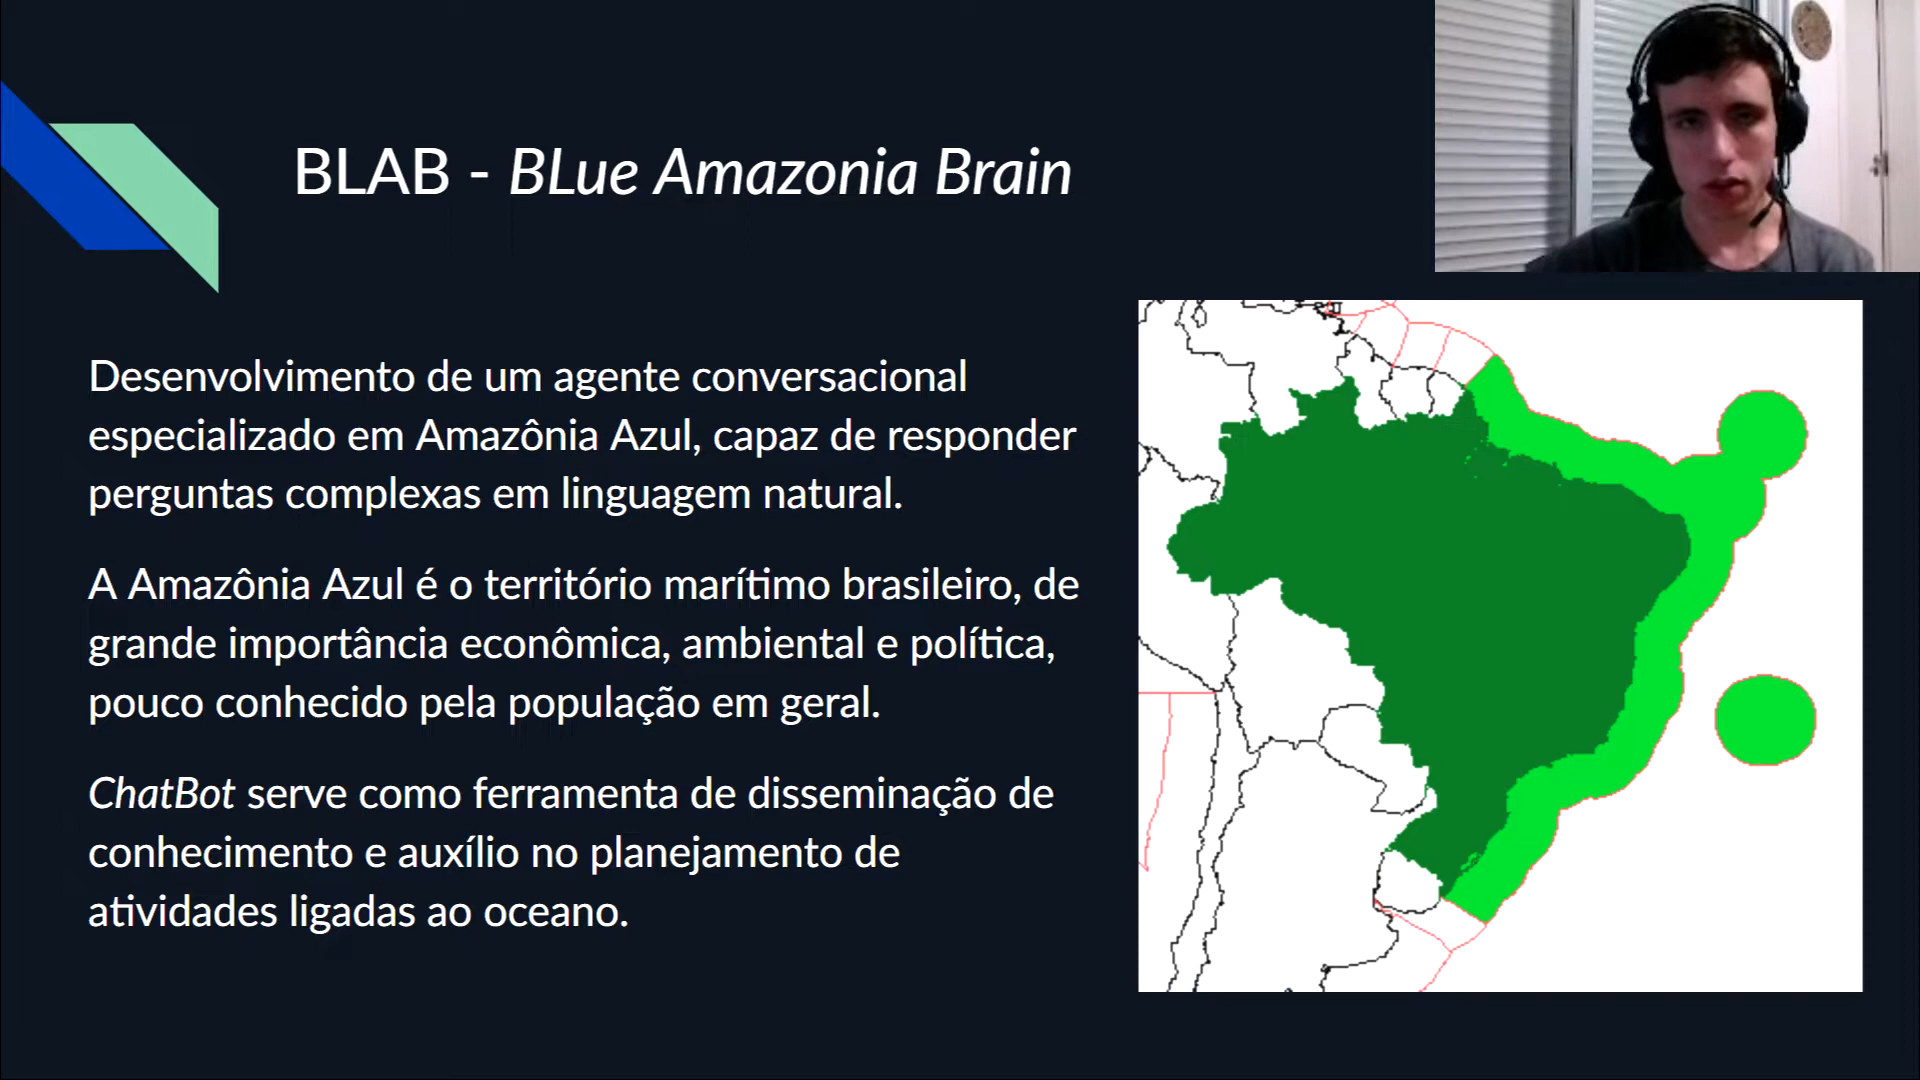 BLAB - BLue Amazonia Brain
Desenvolvimento de um agente conversacional
especializado em Amazônia Azul, capaz de responder
perguntas complexas em linguagem natural.
A Amazônia Azul é o território marítimo brasileiro, de
grande importância econômica, ambiental e política,
pouco conhecido pela população em geral.
ChatBot serve como ferramenta de disseminação de
conhecimento e auxílio no planejamento de
atividades ligadas ao oceano.